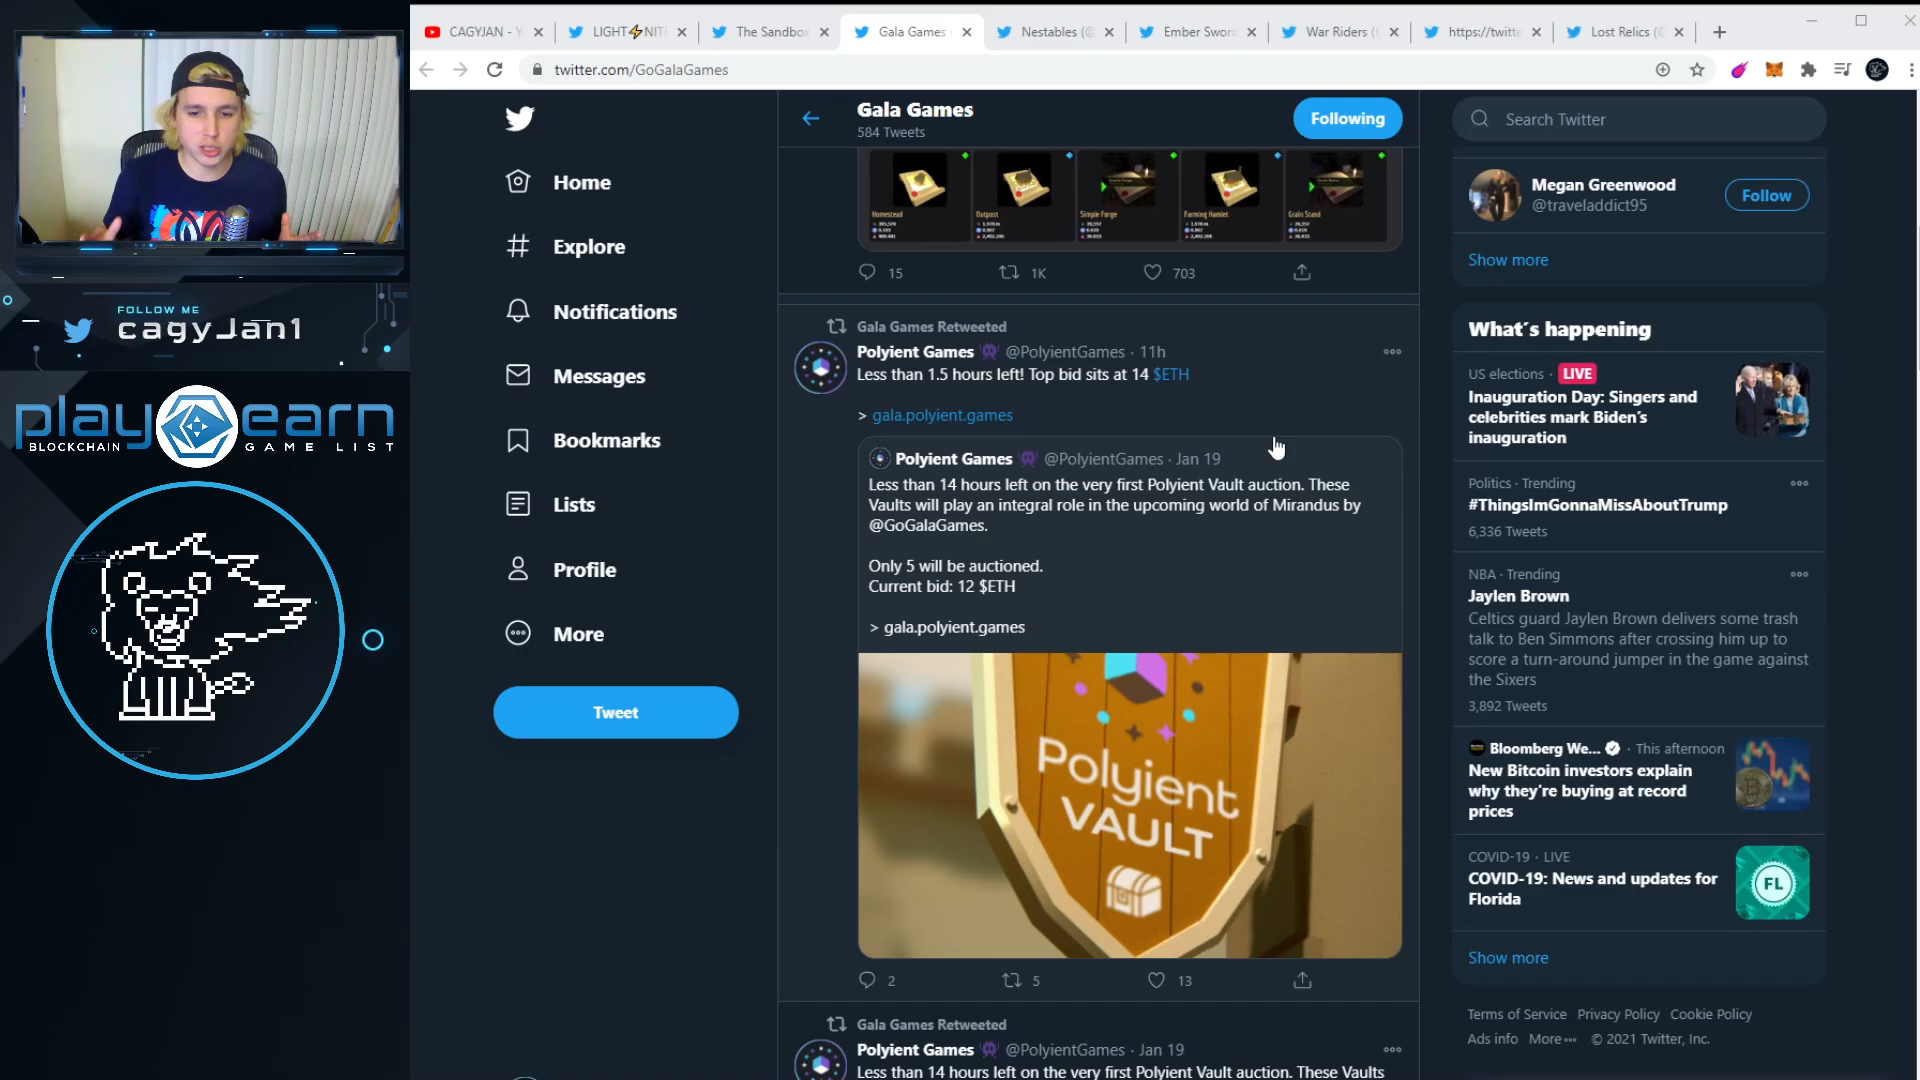 CAGYJAN - Y
LIGHT⚡NIT
The Sandbox
Gala Games
Nestables (@
Ember Sword
War Riders (
https://twitte
Lost Relics (
twitter.com/GoGalaGames
FOLLOW ME
cagyJan1
play earn
BLOCKCHAIN GAME LIST
Home
Explore
Notifications
Messages
Bookmarks
Lists
Profile
More
Tweet
Gala Games
584 Tweets
Following
Homestead
Outpost
Simple Forge
Farming Hamlet
Grain Stand
15
1K
703
Gala Games Retweeted
Polyient Games @PolyientGames · 11h
Less than 1.5 hours left! Top bid sits at 14 $ETH
> gala.polyient.games
Polyient Games @PolyientGames · Jan 19
Less than 14 hours left on the very first Polyient Vault auction. These
Vaults will play an integral role in the upcoming world of Mirandus by
@GoGalaGames.
Only 5 will be auctioned.
Current bid: 12 $ETH
> gala.polyient.games
Polyient
VAULT
2
5
13
Gala Games Retweeted
Polyient Games @PolyientGames · Jan 19
Less than 14 hours left on the very first Polyient Vault auction. These Vaults
Search Twitter
Megan Greenwood
@traveladdict95
Follow
Show more
What's happening
US elections · LIVE
Inauguration Day: Singers and
celebrities mark Biden's
inauguration
Politics · Trending
#ThingsImGonnaMissAboutTrump
6,336 Tweets
NBA · Trending
Jaylen Brown
Celtics guard Jaylen Brown delivers some trash
talk to Ben Simmons after crossing him up to
score a turn-around jumper in the game against
the Sixers
3,892 Tweets
Bloomberg We... · This afternoon
New Bitcoin investors explain
why they're buying at record
prices
COVID-19 · LIVE
COVID-19: News and updates for
Florida
FL
Show more
Terms of Service Privacy Policy Cookie Policy
Ads info More ··· © 2021 Twitter, Inc.